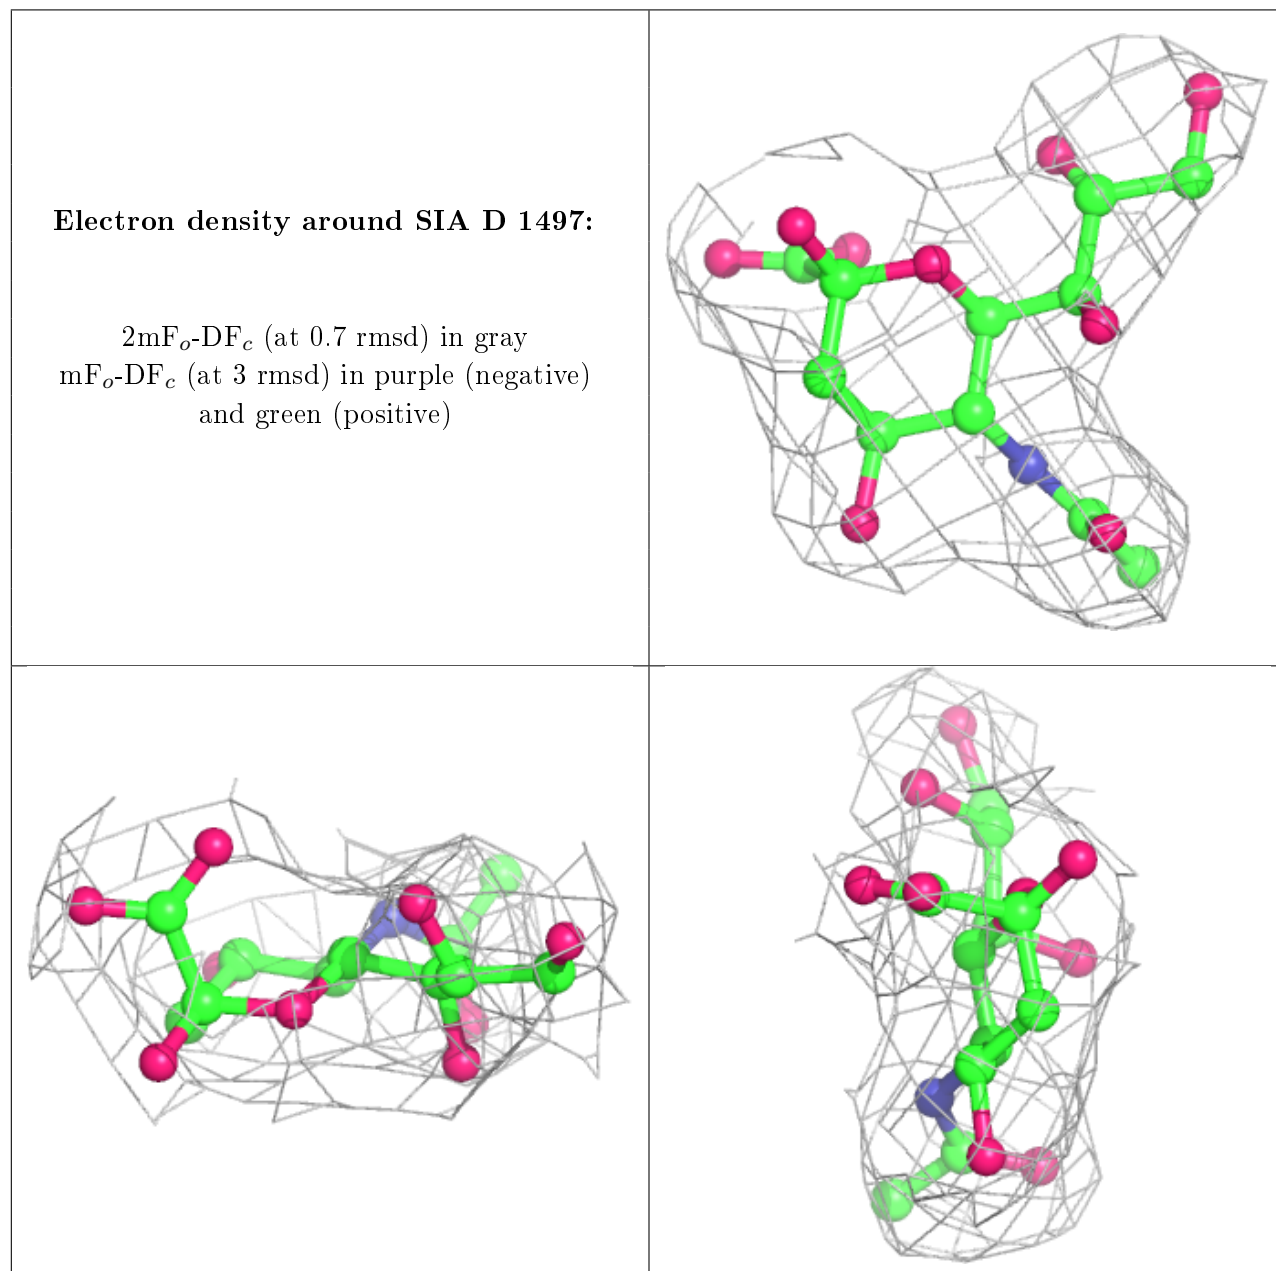 Electron density around SIA D 1497:
2mFo-DFc (at 0.7 rmsd) in gray
mFo-DFc (at 3 rmsd) in purple (negative)
and green (positive)